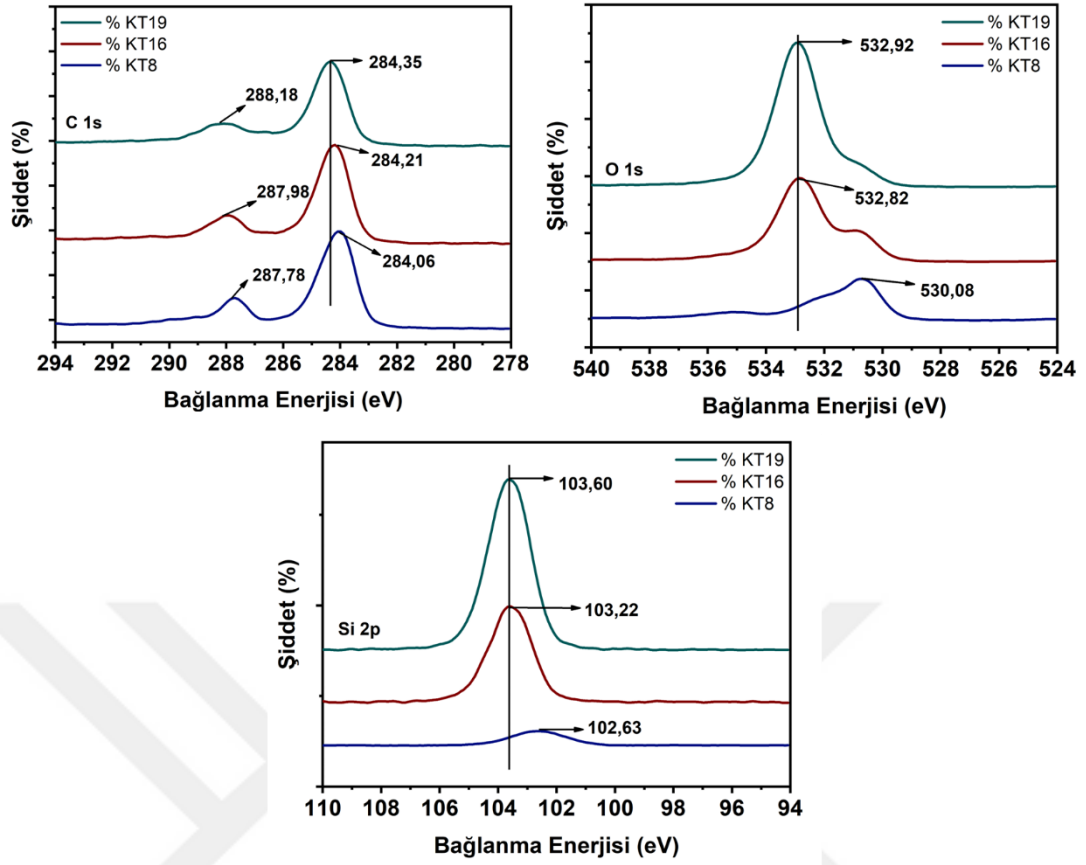 % KT19
% KT16
% KT8
C 1s
284,35
288,18
284,21
287,98
284,06
287,78
Şiddet (%)
294 292 290 288 286 284 282 280 278
Bağlanma Enerjisi (eV)
% KT19
% KT16
% KT8
O 1s
532,92
532,82
530,08
Şiddet (%)
540 538 536 534 532 530 528 526 524
Bağlanma Enerjisi (eV)
% KT19
% KT16
% KT8
Si 2p
103,60
103,22
102,63
Şiddet (%)
110 108 106 104 102 100 98 96 94
Bağlanma Enerjisi (eV)